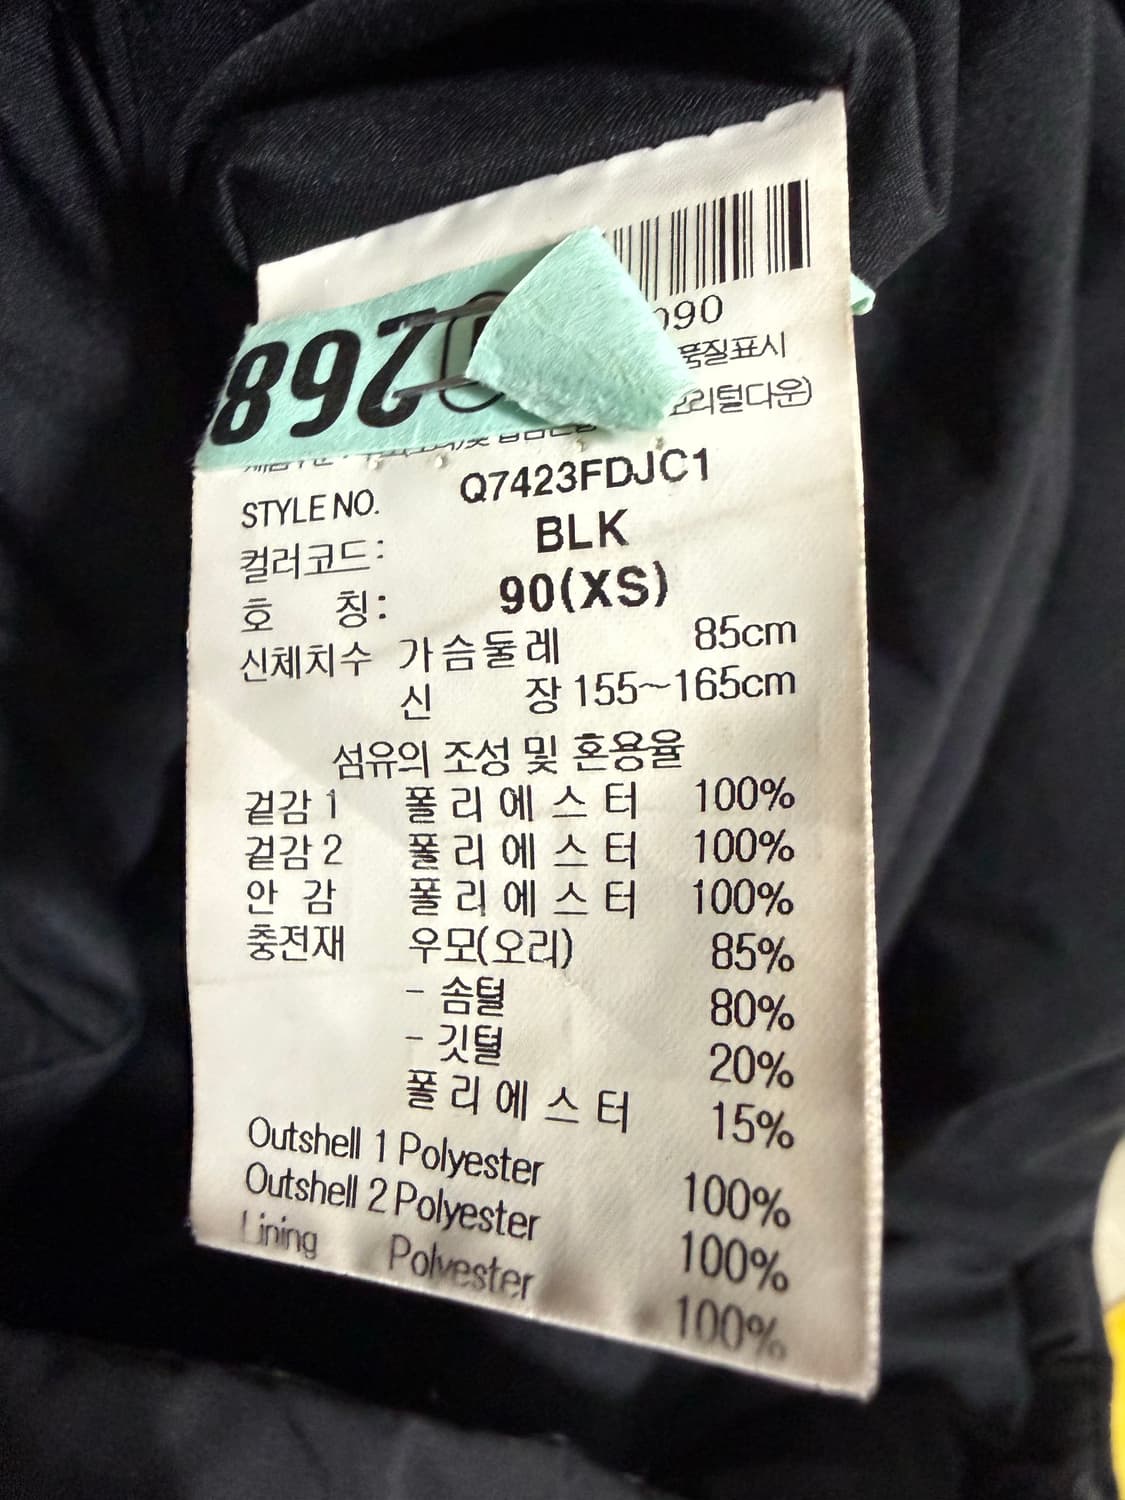 090
품질표시
오리털다운)
268
STYLE NO. Q7423FDJC1
컬러코드: BLK
호 칭: 90(XS)
신체치수 가슴둘레 85cm
신 장 155~165cm
섬유의 조성 및 혼용율
겉감 1 폴리에스터 100%
겉감 2 폴리에스터 100%
안 감 폴리에스터 100%
충전재 우모(오리) 85%
- 솜털 80%
- 깃털 20%
폴리에스터 15%
Outshell 1 Polyester 100%
Outshell 2 Polyester 100%
Lining Polyester 100%